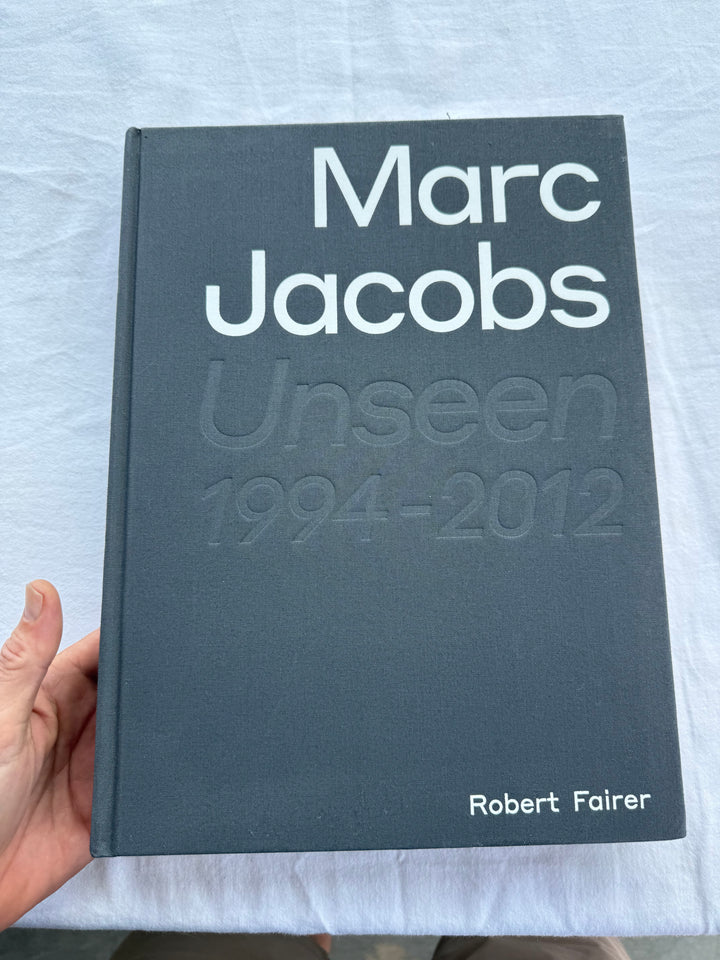 Marc
Jacobs
Unseen
1994-2012
Robert Fairer